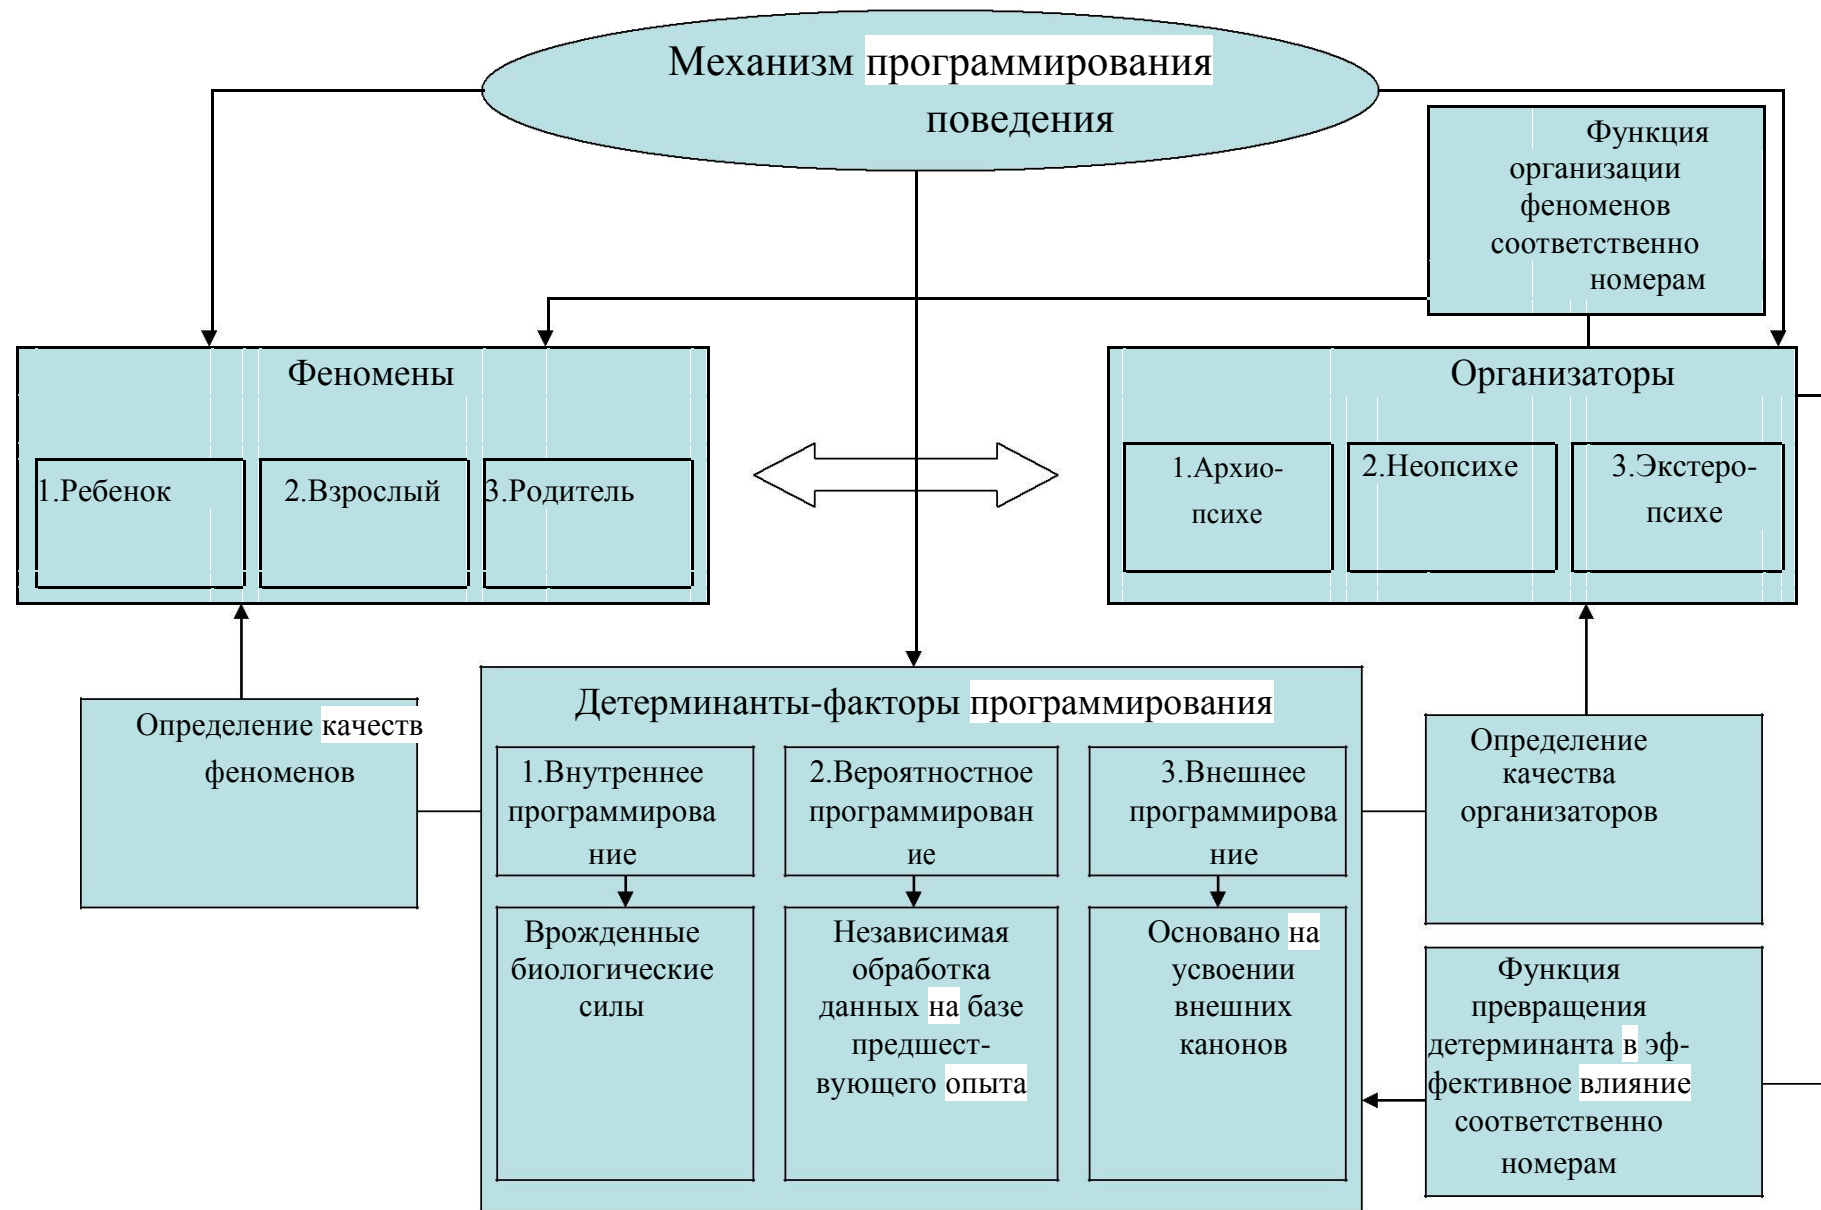 Механизм программирования
поведения
Функция
организации
феноменов
соответственно
номерам
Феномены
1.Ребенок
2.Взрослый
3.Родитель
Организаторы
1.Архио-
психе
2.Неопсихе
3.Экстеро-
психе
Определение качеств
феноменов
Детерминанты-факторы программирования
1.Внутреннее
программирова
ние
2.Вероятностное
программирован
ие
3.Внешнее
программирова
ние
Врожденные
биологические
силы
Независимая
обработка
данных на базе
предшест-
вующего опыта
Основано на
усвоении
внешних
канонов
Определение
качества
организаторов
Функция
превращения
детерминанта в эф-
фективное влияние
соответственно
номерам